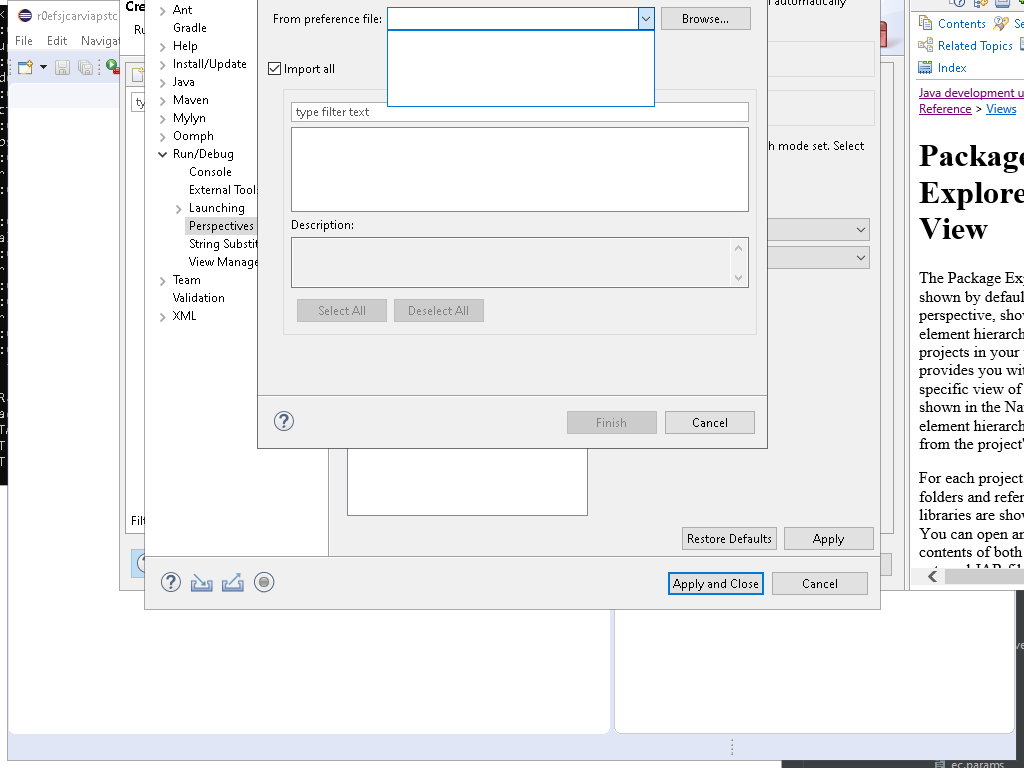 r0efsjcarviapstc
File Edit Navigat
Cre
Ru
Ant
Gradle
Help
Install/Update
Java
Maven
Mylyn
Oomph
Run/Debug
Console
External Tools
Launching
Perspectives
String Substit
View Manage
Team
Validation
XML
From preference file:
Browse...
Import all
type filter text
Description:
Select All
Deselect All
Finish
Cancel
automatically
h mode set. Select
Restore Defaults
Apply
Apply and Close
Cancel
Filt
Contents
Se
Related Topics
Index
Java development u
Reference > Views
Package
Explore
View
The Package Exp
shown by defaul
perspective, show
element hierarch
projects in your
provides you wit
specific view of
shown in the Na
element hierarch
from the project'
For each project,
folders and refer
libraries are show
You can open an
contents of both
ec.params